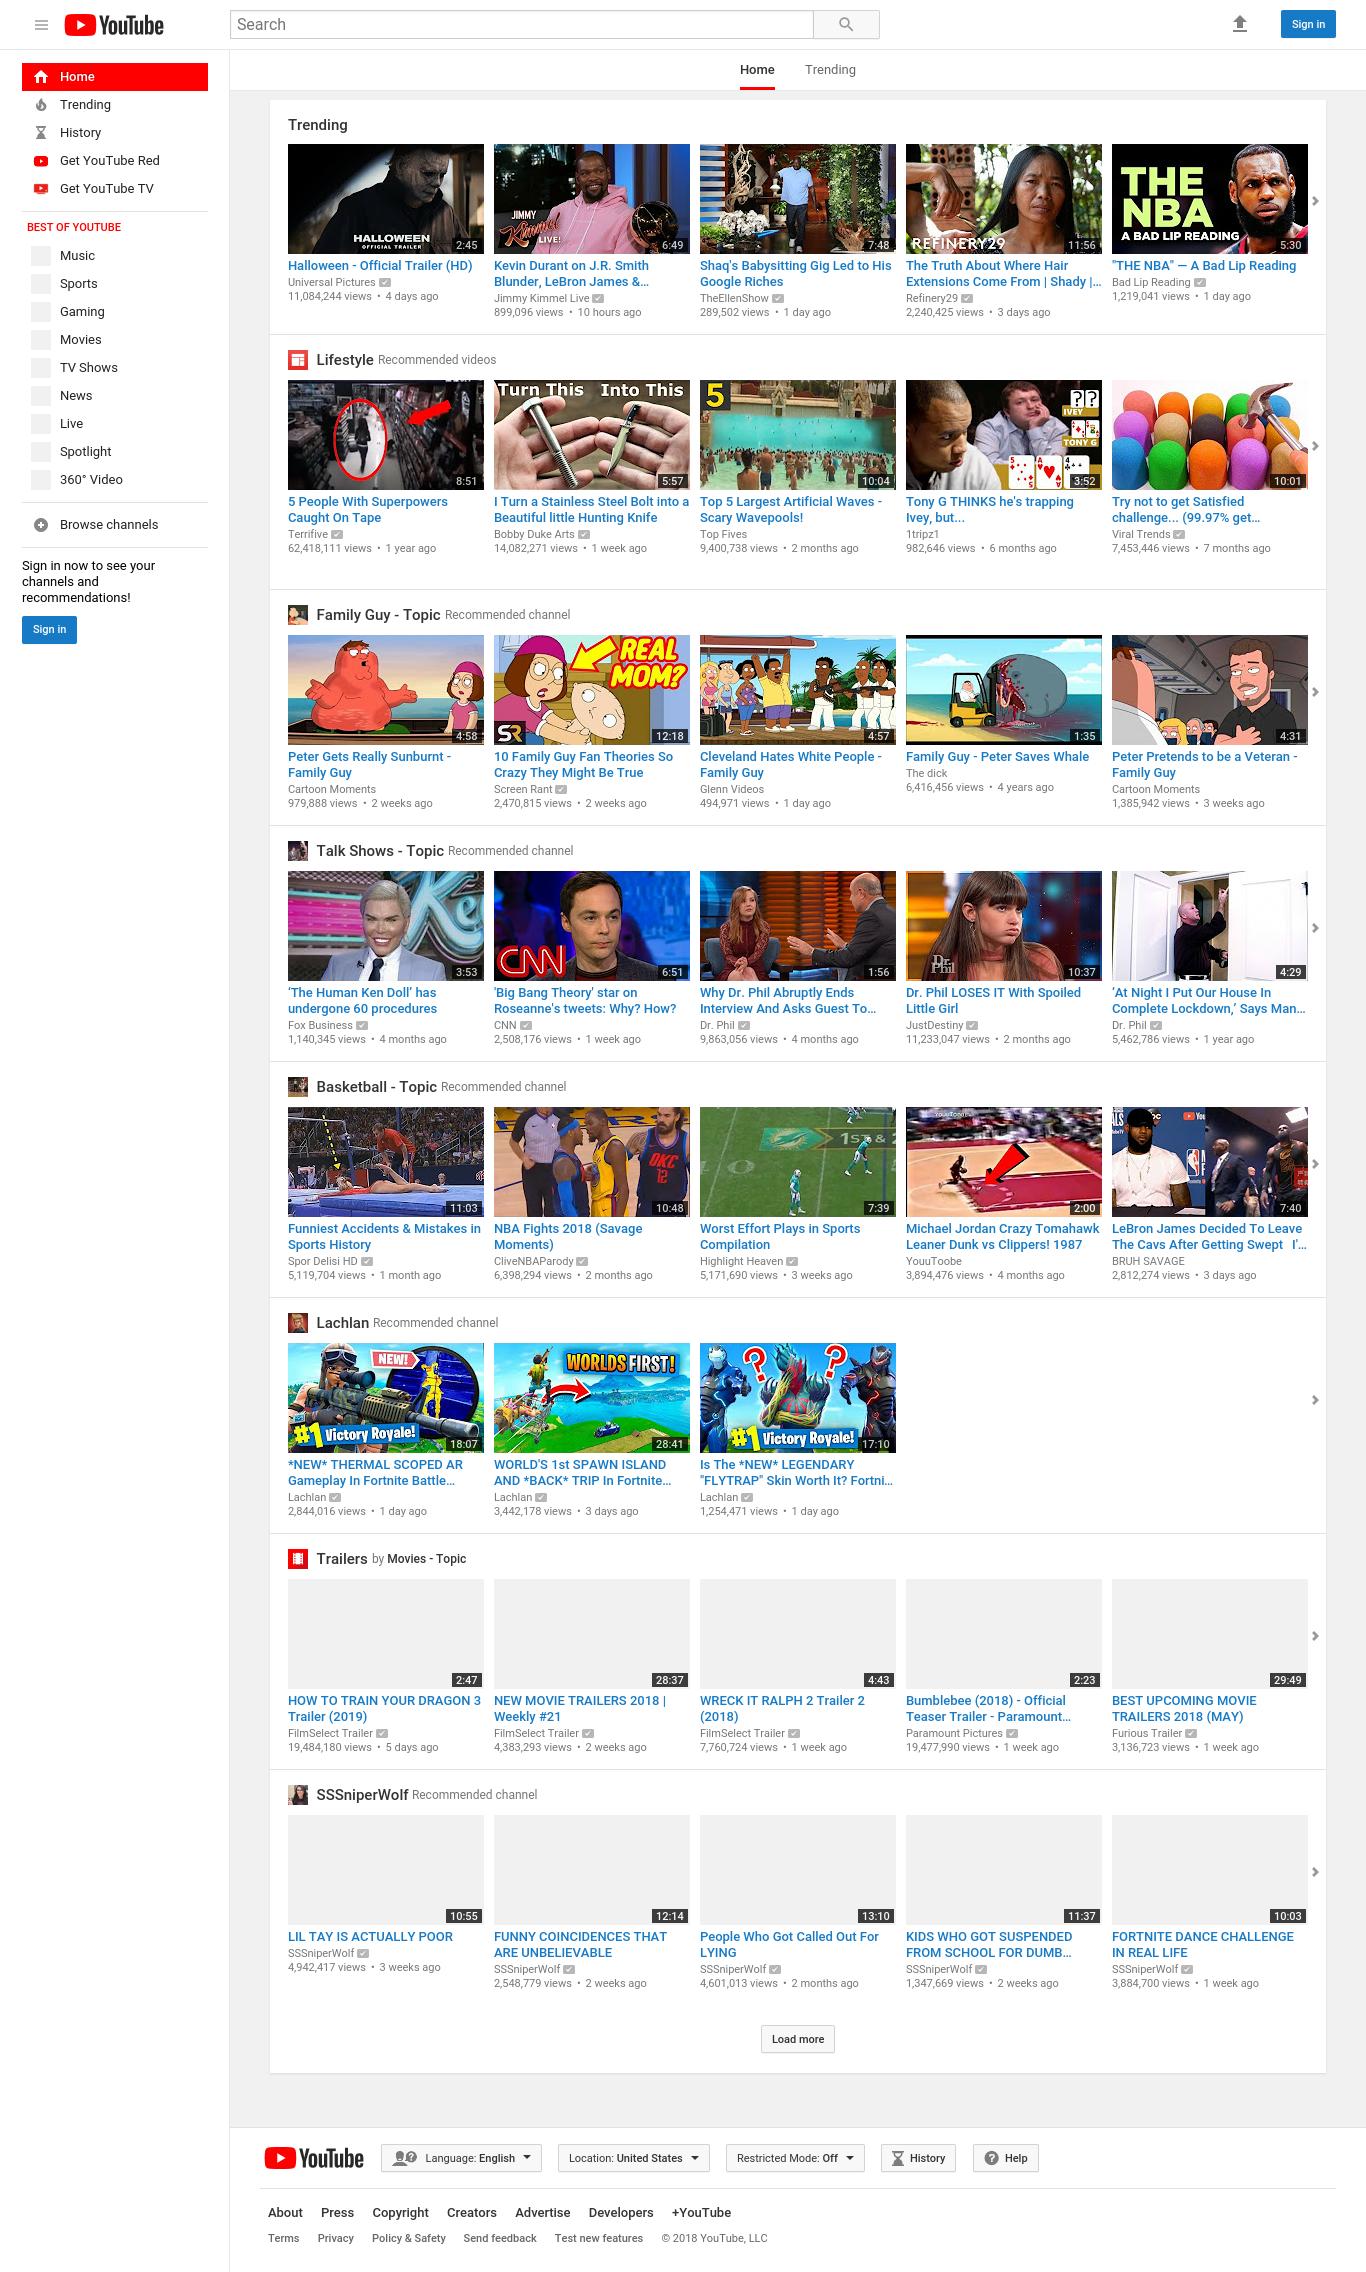 YouTube
Search
Sign in
Home
Trending
History
Get YouTube Red
Get YouTube TV
BEST OF YOUTUBE
Music
Sports
Gaming
Movies
TV Shows
News
Live
Spotlight
360° Video
Browse channels
Sign in now to see your
channels and
recommendations!
Sign in
Home Trending
Trending
HALLOWEEN
OFFICIAL TRAILER
2:45
Halloween - Official Trailer (HD)
Universal Pictures
11,084,244 views • 4 days ago
JIMMY
Kimmel
LIVE!
6:49
Kevin Durant on J.R. Smith
Blunder, LeBron James &...
Jimmy Kimmel Live
899,096 views • 10 hours ago
7:48
Shaq's Babysitting Gig Led to His
Google Riches
TheEllenShow
289,502 views • 1 day ago
REFINERY29
11:56
The Truth About Where Hair
Extensions Come From | Shady |...
Refinery29
2,240,425 views • 3 days ago
THE
NBA
A BAD LIP READING
5:30
"THE NBA" — A Bad Lip Reading
Bad Lip Reading
1,219,041 views • 1 day ago
Lifestyle Recommended videos
8:51
5 People With Superpowers
Caught On Tape
Terrifive
62,418,111 views • 1 year ago
Turn This Into This
5:57
I Turn a Stainless Steel Bolt into a
Beautiful little Hunting Knife
Bobby Duke Arts
14,082,271 views • 1 week ago
5
10:04
Top 5 Largest Artificial Waves -
Scary Wavepools!
Top Fives
9,400,738 views • 2 months ago
??
IVEY
TONY G
3:52
Tony G THINKS he's trapping
Ivey, but...
1tripz1
982,646 views • 6 months ago
10:01
Try not to get Satisfied
challenge... (99.97% get...
Viral Trends
7,453,446 views • 7 months ago
Family Guy - Topic Recommended channel
4:58
Peter Gets Really Sunburnt -
Family Guy
Cartoon Moments
979,888 views • 2 weeks ago
REAL
MOM?
SR
12:18
10 Family Guy Fan Theories So
Crazy They Might Be True
Screen Rant
2,470,815 views • 2 weeks ago
4:57
Cleveland Hates White People -
Family Guy
Glenn Videos
494,971 views • 1 day ago
1:35
Family Guy - Peter Saves Whale
The dick
6,416,456 views • 4 years ago
4:31
Peter Pretends to be a Veteran -
Family Guy
Cartoon Moments
1,385,942 views • 3 weeks ago
Talk Shows - Topic Recommended channel
3:53
‘The Human Ken Doll’ has
undergone 60 procedures
Fox Business
1,140,345 views • 4 months ago
CNN
6:51
'Big Bang Theory' star on
Roseanne's tweets: Why? How?
CNN
2,508,176 views • 1 week ago
1:56
Why Dr. Phil Abruptly Ends
Interview And Asks Guest To...
Dr. Phil
9,863,056 views • 4 months ago
Dr.
Phil
10:37
Dr. Phil LOSES IT With Spoiled
Little Girl
JustDestiny
11,233,047 views • 2 months ago
4:29
‘At Night I Put Our House In
Complete Lockdown,’ Says Man...
Dr. Phil
5,462,786 views • 1 year ago
Basketball - Topic Recommended channel
11:03
Funniest Accidents & Mistakes in
Sports History
Spor Delisi HD
5,119,704 views • 1 month ago
OKC
12
10:48
NBA Fights 2018 (Savage
Moments)
CliveNBAParody
6,398,294 views • 2 months ago
1ST & 2
7:39
Worst Effort Plays in Sports
Compilation
Highlight Heaven
5,171,690 views • 3 weeks ago
2:00
Michael Jordan Crazy Tomahawk
Leaner Dunk vs Clippers! 1987
YouuToobe
3,894,476 views • 4 months ago
7:40
LeBron James Decided To Leave
The Cavs After Getting Swept I'...
BRUH SAVAGE
2,812,274 views • 3 days ago
Lachlan Recommended channel
NEW!
#1 Victory Royale!
18:07
*NEW* THERMAL SCOPED AR
Gameplay In Fortnite Battle...
Lachlan
2,844,016 views • 1 day ago
WORLDS FIRST!
28:41
WORLD'S 1st SPAWN ISLAND
AND *BACK* TRIP In Fortnite...
Lachlan
3,442,178 views • 3 days ago
? ?
#1 Victory Royale!
17:10
Is The *NEW* LEGENDARY
"FLYTRAP" Skin Worth It? Fortni...
Lachlan
1,254,471 views • 1 day ago
Trailers by Movies - Topic
2:47
HOW TO TRAIN YOUR DRAGON 3
Trailer (2019)
FilmSelect Trailer
19,484,180 views • 5 days ago
28:37
NEW MOVIE TRAILERS 2018 |
Weekly #21
FilmSelect Trailer
4,383,293 views • 2 weeks ago
4:43
WRECK IT RALPH 2 Trailer 2
(2018)
FilmSelect Trailer
7,760,724 views • 1 week ago
2:23
Bumblebee (2018) - Official
Teaser Trailer - Paramount...
Paramount Pictures
19,477,990 views • 1 week ago
29:49
BEST UPCOMING MOVIE
TRAILERS 2018 (MAY)
Furious Trailer
3,136,723 views • 1 week ago
SSSniperWolf Recommended channel
10:55
LIL TAY IS ACTUALLY POOR
SSSniperWolf
4,942,417 views • 3 weeks ago
12:14
FUNNY COINCIDENCES THAT
ARE UNBELIEVABLE
SSSniperWolf
2,548,779 views • 2 weeks ago
13:10
People Who Got Called Out For
LYING
SSSniperWolf
4,601,013 views • 2 months ago
11:37
KIDS WHO GOT SUSPENDED
FROM SCHOOL FOR DUMB...
SSSniperWolf
1,347,669 views • 2 weeks ago
10:03
FORTNITE DANCE CHALLENGE
IN REAL LIFE
SSSniperWolf
3,884,700 views • 1 week ago
Load more
YouTube Language: English Location: United States Restricted Mode: Off History Help
About Press Copyright Creators Advertise Developers +YouTube
Terms Privacy Policy & Safety Send feedback Test new features © 2018 YouTube, LLC